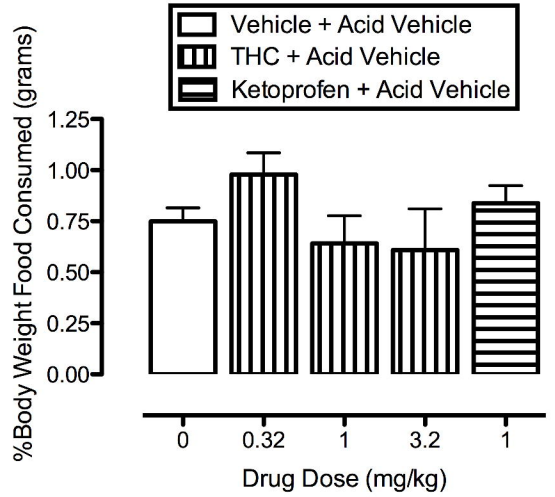 Vehicle + Acid Vehicle
THC + Acid Vehicle
Ketoprofen + Acid Vehicle
%Body Weight Food Consumed (grams)
1.25
1.00
0.75
0.50
0.25
0.00
0 0.32 1 3.2 1
Drug Dose (mg/kg)